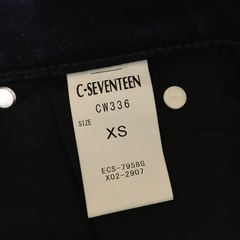 C-SEVENTEEN
CW336
SIZE
XS
ECS-7958G
X02-2907